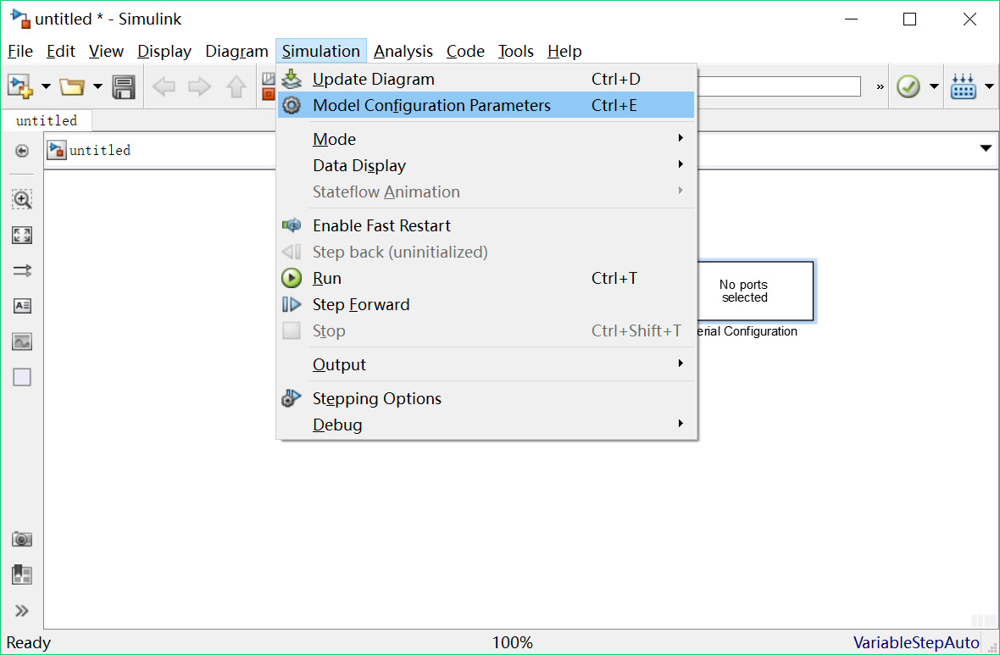 untitled * - Simulink
File Edit View Display Diagram Simulation Analysis Code Tools Help
»
untitled
untitled
Update Diagram Ctrl+D
Model Configuration Parameters Ctrl+E
Mode
Data Display
Stateflow Animation
Enable Fast Restart
Step back (uninitialized)
Run Ctrl+T
Step Forward
Stop Ctrl+Shift+T
Output
Stepping Options
Debug
No ports
selected
erial Configuration
Ready 100% VariableStepAuto